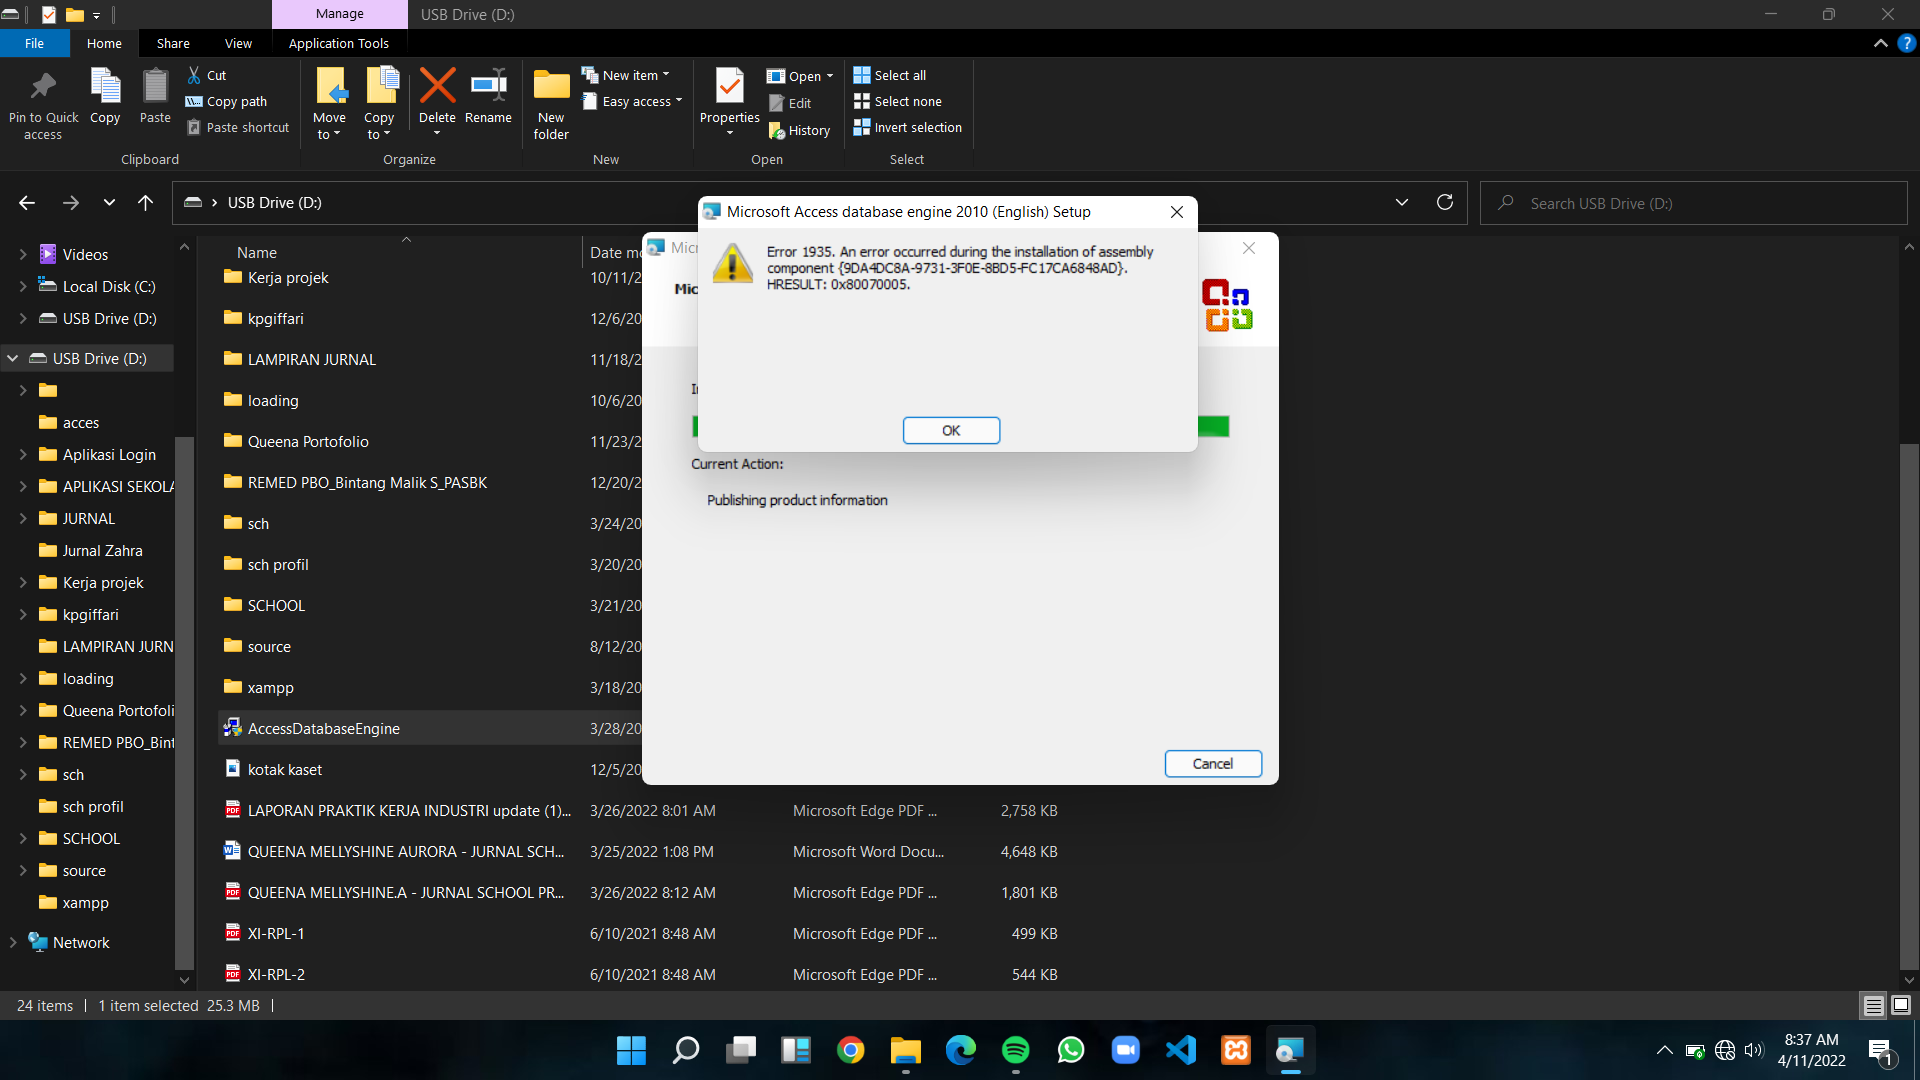 Manage
USB Drive (D:)
File
Home
Share
View
Application Tools
Pin to Quick access
Copy
Paste
Cut
Copy path
Paste shortcut
Clipboard
Move to
Copy to
Delete
Rename
Organize
New folder
New item
Easy access
New
Properties
Open
Edit
History
Open
Select all
Select none
Invert selection
Select
USB Drive (D:)
Search USB Drive (D:)
Videos
Local Disk (C:)
USB Drive (D:)
USB Drive (D:)
acces
Aplikasi Login
APLIKASI SEKOLA
JURNAL
Jurnal Zahra
Kerja projek
kpgiffari
LAMPIRAN JURN
loading
Queena Portofoli
REMED PBO_Bint
sch
sch profil
SCHOOL
source
xampp
Network
Name
Date mo
Kerja projek 10/11/2
kpgiffari 12/6/20
LAMPIRAN JURNAL 11/18/2
loading 10/6/20
Queena Portofolio 11/23/2
REMED PBO_Bintang Malik S_PASBK 12/20/2
sch 3/24/20
sch profil 3/20/20
SCHOOL 3/21/20
source 8/12/20
xampp 3/18/20
AccessDatabaseEngine 3/28/20
kotak kaset 12/5/20
LAPORAN PRAKTIK KERJA INDUSTRI update (1)... 3/26/2022 8:01 AM Microsoft Edge PDF ... 2,758 KB
QUEENA MELLYSHINE AURORA - JURNAL SCH... 3/25/2022 1:08 PM Microsoft Word Docu... 4,648 KB
QUEENA MELLYSHINE.A - JURNAL SCHOOL PR... 3/26/2022 8:12 AM Microsoft Edge PDF ... 1,801 KB
XI-RPL-1 6/10/2021 8:48 AM Microsoft Edge PDF ... 499 KB
XI-RPL-2 6/10/2021 8:48 AM Microsoft Edge PDF ... 544 KB
Microsoft Access database engine 2010 (English) Setup
Error 1935. An error occurred during the installation of assembly
component {9DA4DC8A-9731-3F0E-8BD5-FC17CA6848AD}.
HRESULT: 0x80070005.
OK
Micr
Mic
Current Action:
Publishing product information
Cancel
24 items
1 item selected 25.3 MB
8:37 AM
4/11/2022
1